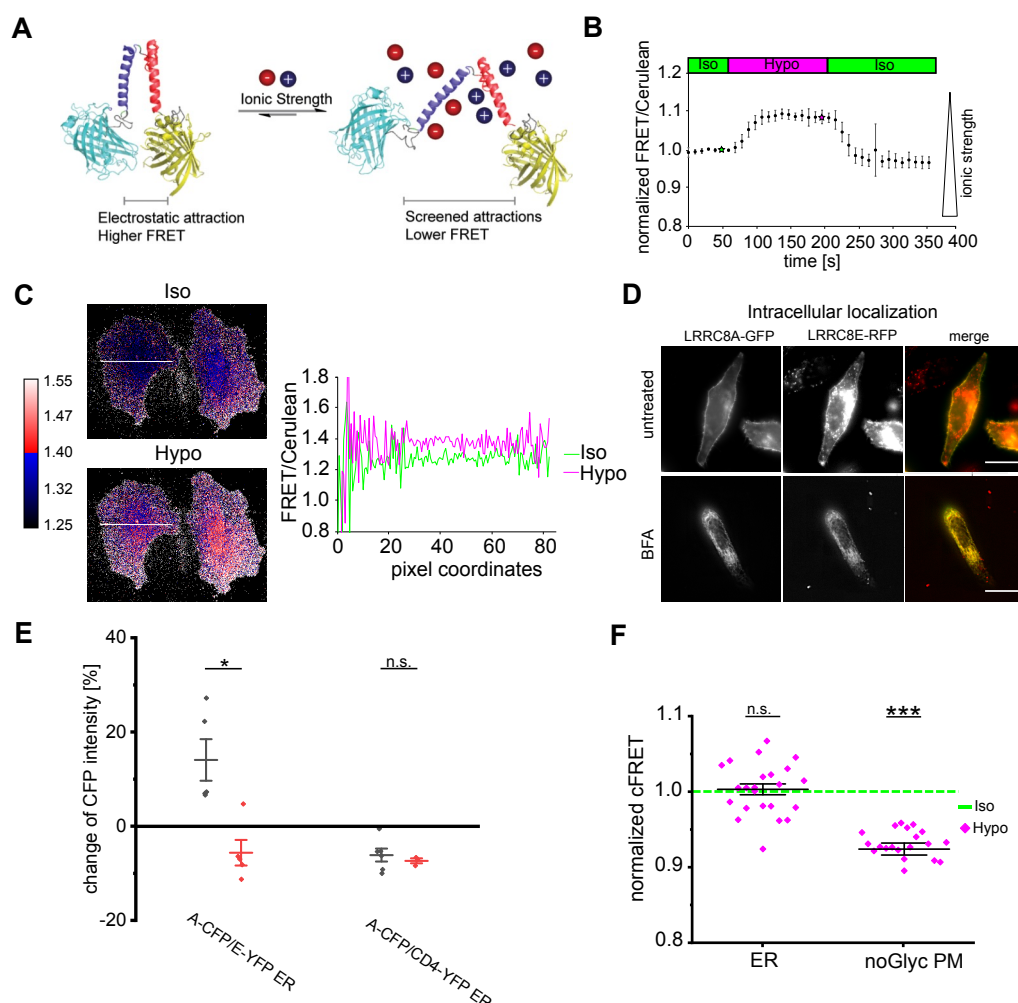 A
Ionic Strength
Electrostatic attraction
Higher FRET
Screened attractions
Lower FRET
B
Iso
Hypo
Iso
normalized FRET/Cerulean
1.2
1.1
1.0
0.9
0.8
0
50
100
150
200
250
300
350
400
time [s]
ionic strength
C
Iso
Hypo
1.55
1.47
1.40
1.32
1.25
FRET/Cerulean
1.8
1.6
1.4
1.2
1.0
0.8
0
20
40
60
80
pixel coordinates
Iso
Hypo
D
Intracellular localization
LRRC8A-GFP
LRRC8E-RFP
merge
untreated
BFA
E
change of CFP intensity [%]
40
20
0
-20
*
n.s.
A-CFP/E-YFP ER
A-CFP/CD4-YFP ER
F
normalized cFRET
1.1
1.0
0.9
0.8
n.s.
***
Iso
Hypo
ER
noGlyc PM